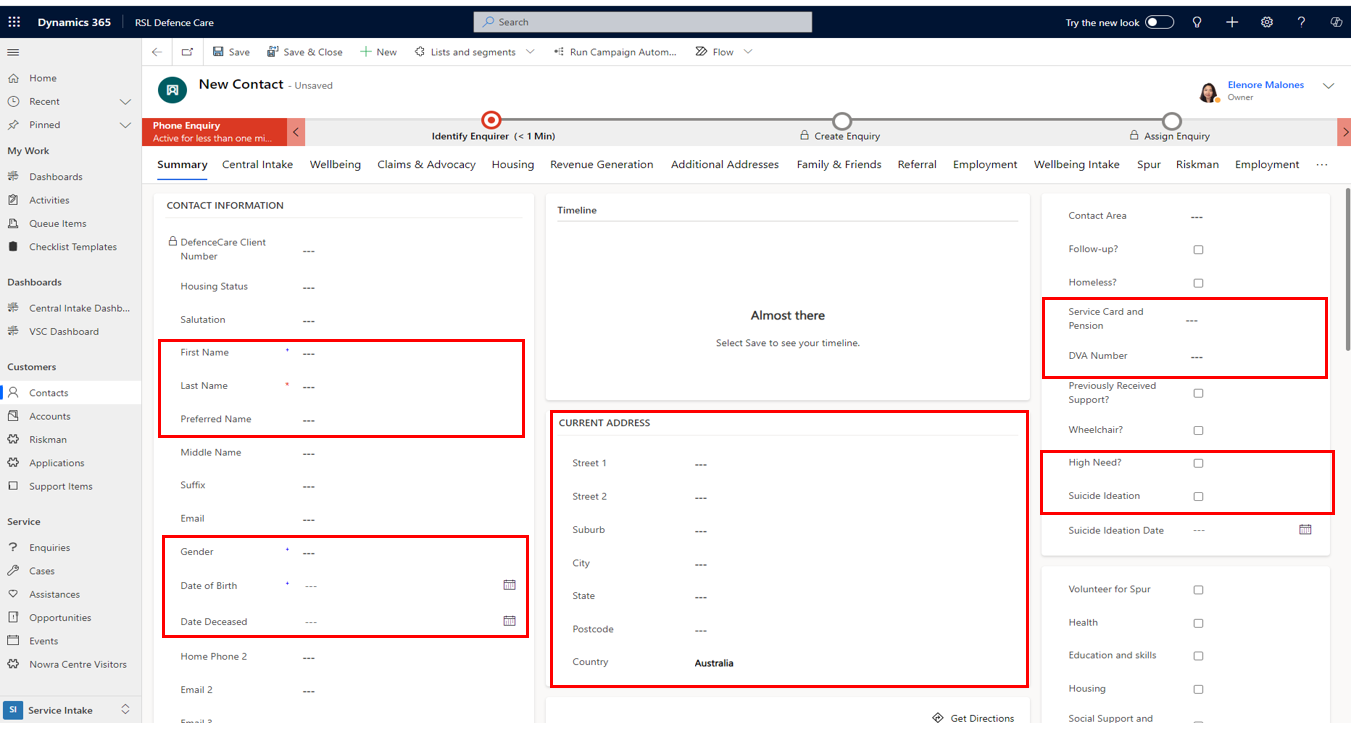 Dynamics 365
RSL Defence Care
Search
Try the new look
Save
Save & Close
New
Lists and segments
Run Campaign Autom...
Flow
New Contact - Unsaved
Elenore Malones
Owner
Phone Enquiry
Active for less than one mi...
Identify Enquirer (< 1 Min)
Create Enquiry
Assign Enquiry
Summary
Central Intake
Wellbeing
Claims & Advocacy
Housing
Revenue Generation
Additional Addresses
Family & Friends
Referral
Employment
Wellbeing Intake
Spur
Riskman
Employment
...
Home
Recent
Pinned
My Work
Dashboards
Activities
Queue Items
Checklist Templates
Dashboards
Central Intake Dashb...
VSC Dashboard
Customers
Contacts
Accounts
Riskman
Applications
Support Items
Service
Enquiries
Cases
Assistances
Opportunities
Events
Nowra Centre Visitors
SI Service Intake
CONTACT INFORMATION
DefenceCare Client
Number ---
Housing Status ---
Salutation ---
First Name * ---
Last Name * ---
Preferred Name ---
Middle Name ---
Suffix ---
Email ---
Gender * ---
Date of Birth * ---
Date Deceased ---
Home Phone 2 ---
Email 2 ---
Email 3
Timeline
Almost there
Select Save to see your timeline.
CURRENT ADDRESS
Street 1 ---
Street 2 ---
Suburb ---
City ---
State ---
Postcode ---
Country Australia
Get Directions
Contact Area ---
Follow-up?
Homeless?
Service Card and
Pension ---
DVA Number ---
Previously Received
Support?
Wheelchair?
High Need?
Suicide Ideation
Suicide Ideation Date ---
Volunteer for Spur
Health
Education and skills
Housing
Social Support and